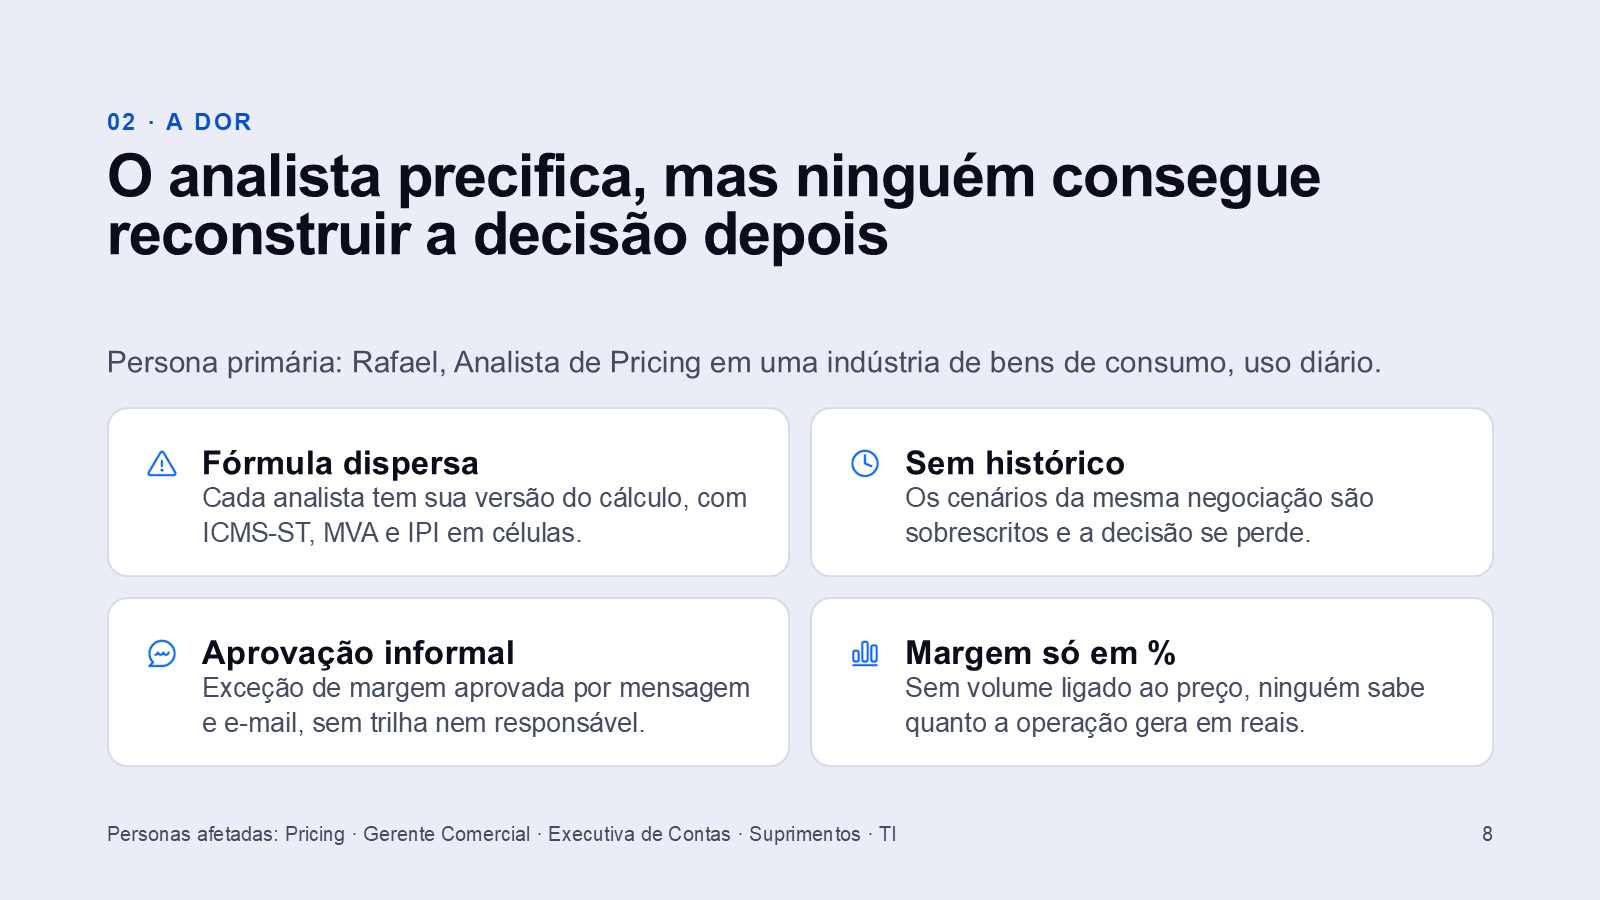 02 · A DOR
O analista precifica, mas ninguém consegue
reconstruir a decisão depois
Persona primária: Rafael, Analista de Pricing em uma indústria de bens de consumo, uso diário.
Fórmula dispersa
Cada analista tem sua versão do cálculo, com
ICMS-ST, MVA e IPI em células.
Sem histórico
Os cenários da mesma negociação são
sobrescritos e a decisão se perde.
Aprovação informal
Exceção de margem aprovada por mensagem
e e-mail, sem trilha nem responsável.
Margem só em %
Sem volume ligado ao preço, ninguém sabe
quanto a operação gera em reais.
Personas afetadas: Pricing · Gerente Comercial · Executiva de Contas · Suprimentos · TI
8